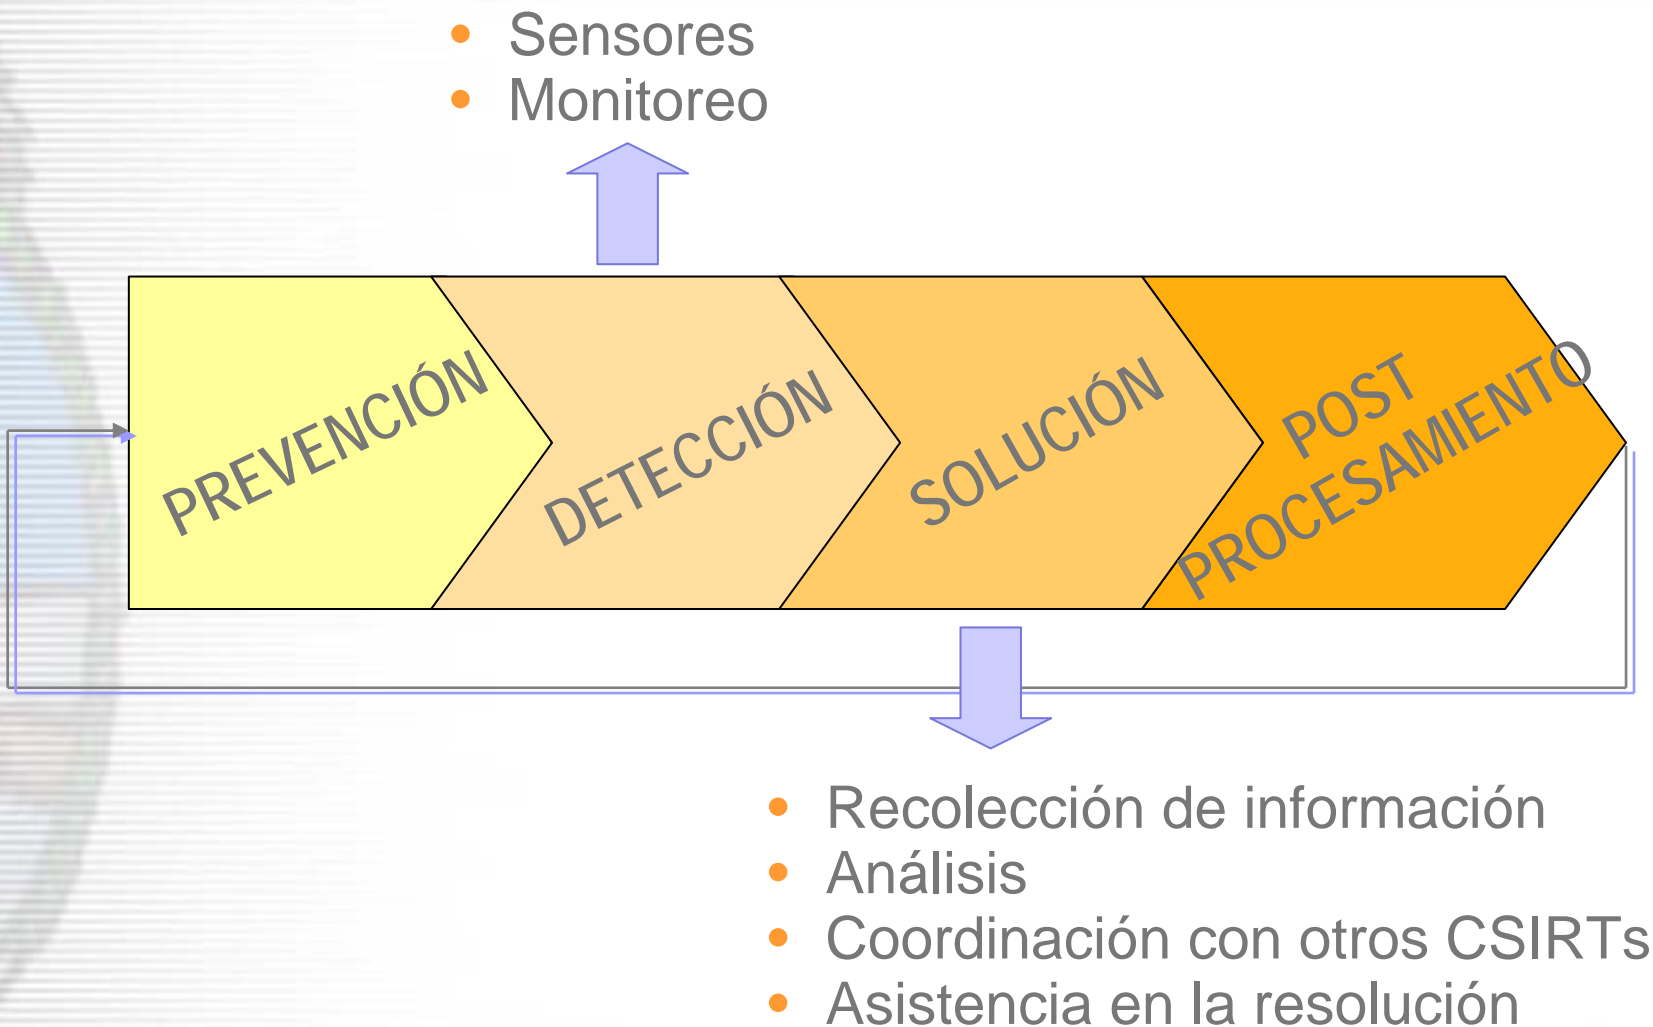 Sensores
Monitoreo
PREVENCIÓN
DETECCIÓN
SOLUCIÓN
POST
PROCESAMIENTO
Recolección de información
Análisis
Coordinación con otros CSIRTs
Asistencia en la resolución